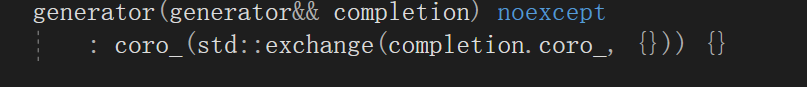 generator(generator&& completion) noexcept
: coro_(std::exchange(completion.coro_, {})) {}